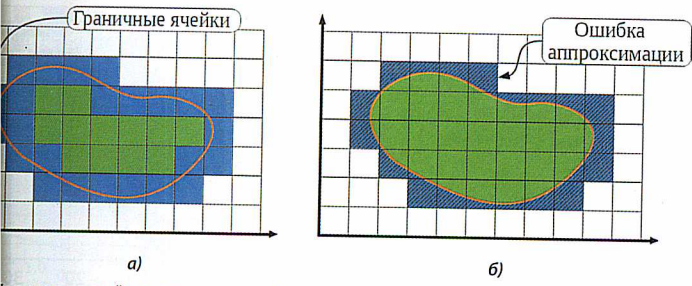 Граничные ячейки
Ошибка
аппроксимации
а)
б)